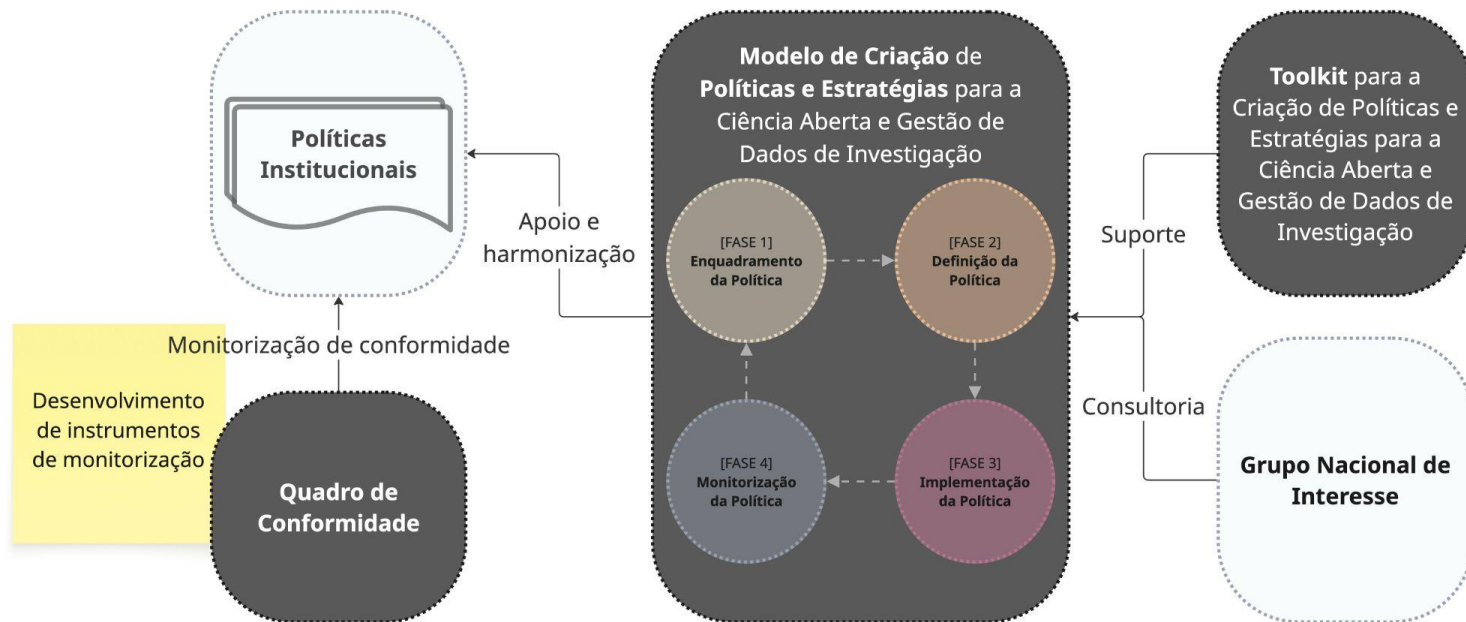 Políticas
Institucionais
Apoio e
harmonização
Monitorização de conformidade
Desenvolvimento
de instrumentos
de monitorização
Quadro de
Conformidade
Modelo de Criação de
Políticas e Estratégias para a
Ciência Aberta e Gestão de
Dados de Investigação
[FASE 1]
Enquadramento
da Política
[FASE 2]
Definição da
Política
[FASE 4]
Monitorização
da Política
[FASE 3]
Implementação
da Política
Suporte
Consultoria
Toolkit para a
Criação de Políticas e
Estratégias para a
Ciência Aberta e
Gestão de Dados de
Investigação
Grupo Nacional de
Interesse